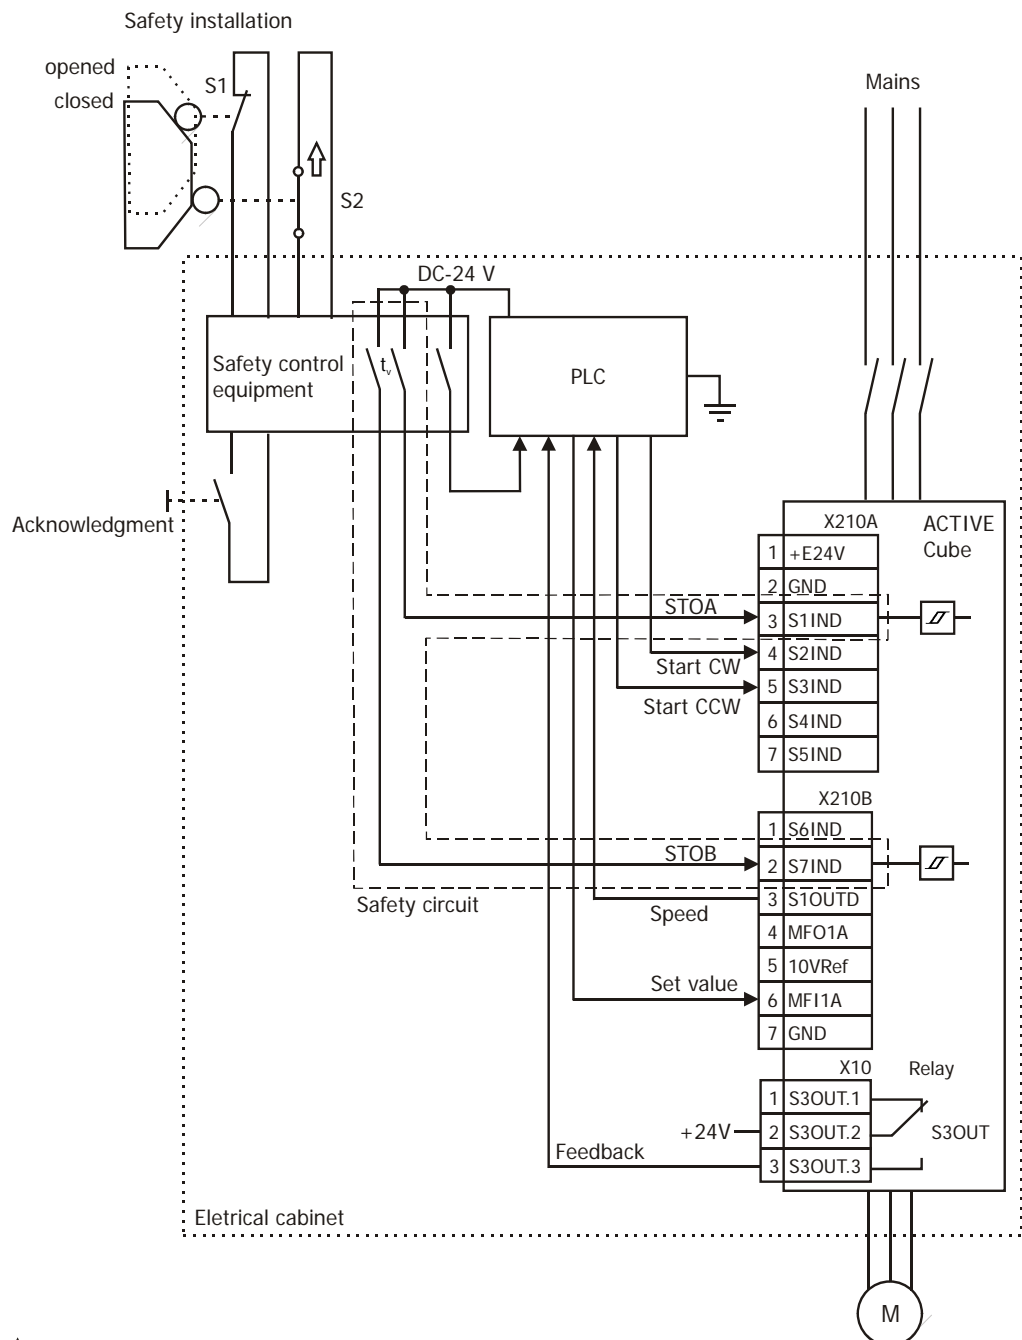 Safety installation
opened
closed
S1
S2
Mains
DC-24 V
Safety control
equipment
tv
PLC
Acknowledgment
X210A
ACTIVE
Cube
1 +E24V
2 GND
STOA
3 S1IND
4 S2IND
Start CW
5 S3IND
Start CCW
6 S4IND
7 S5IND
X210B
1 S6IND
STOB
2 S7IND
Safety circuit
3 S1OUTD
Speed
4 MFO1A
5 10VRef
Set value
6 MFI1A
7 GND
X10
Relay
1 S3OUT.1
+24V
2 S3OUT.2
S3OUT
Feedback
3 S3OUT.3
Eletrical cabinet
M